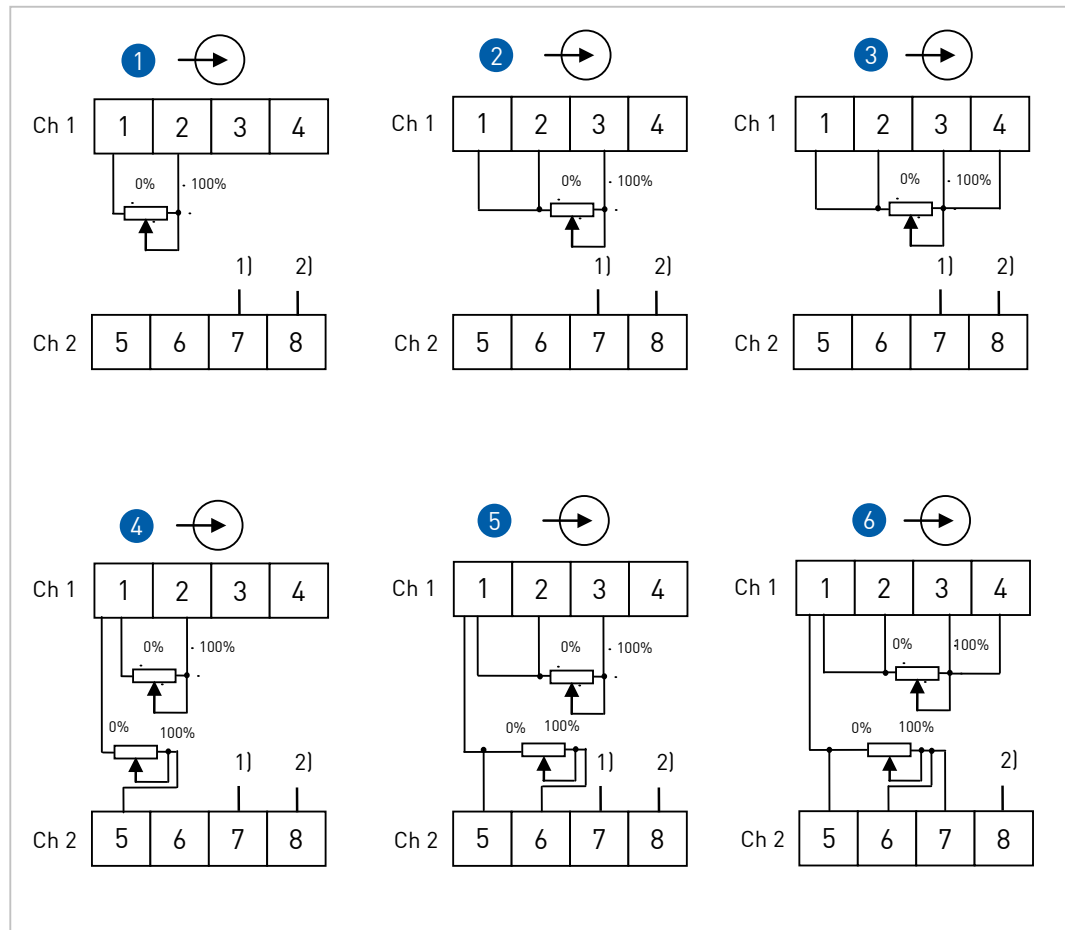 1 2 3
Ch 1 1 2 3 4 Ch 1 1 2 3 4 Ch 1 1 2 3 4
0% 100% 0% 100% 0% 100%
1) 2) 1) 2) 1) 2)
Ch 2 5 6 7 8 Ch 2 5 6 7 8 Ch 2 5 6 7 8
4 5 6
Ch 1 1 2 3 4 Ch 1 1 2 3 4 Ch 1 1 2 3 4
0% 100% 0% 100% 0% 100%
0% 100% 0% 100% 0% 100%
1) 2) 1) 2) 2)
Ch 2 5 6 7 8 Ch 2 5 6 7 8 Ch 2 5 6 7 8